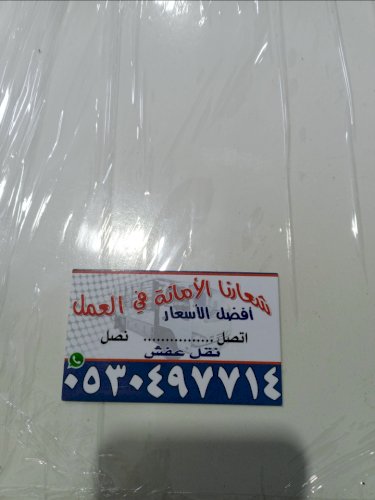 شعارنا الأمانة في العمل
أفضل الأسعار
اتصل ................ نصل
نقل عفش
٠٥٣٠٤٩٧٧١٤